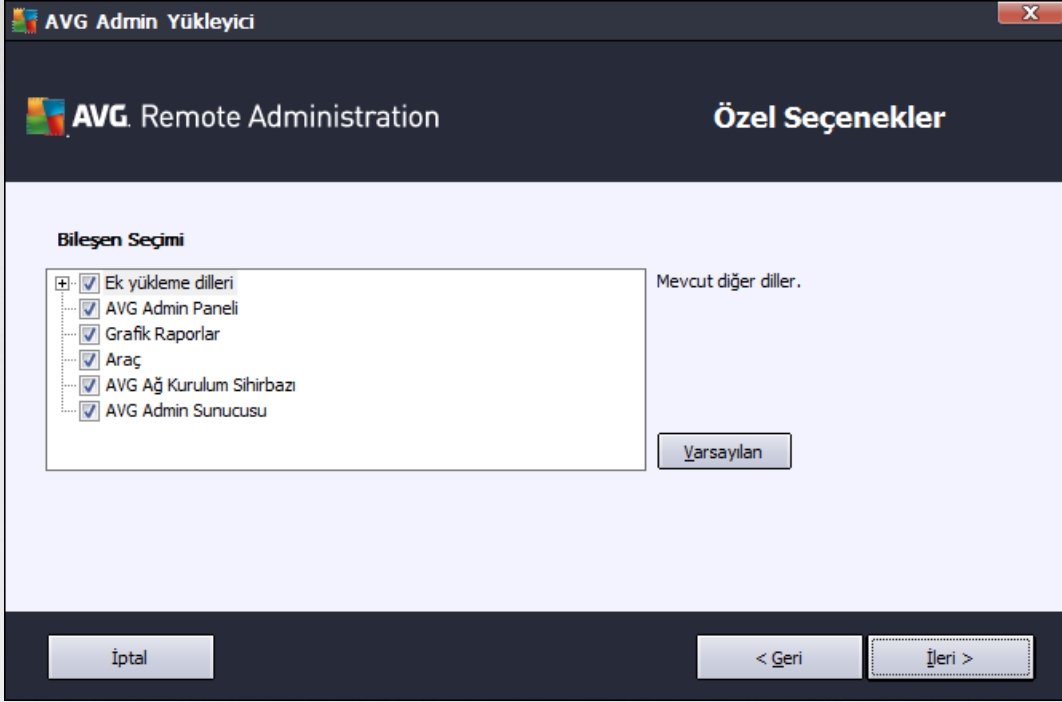 AVG Admin Yükleyici
AVG. Remote Administration
Özel Seçenekler
Bileşen Seçimi
Ek yükleme dilleri
AVG Admin Paneli
Grafik Raporlar
Araç
AVG Ağ Kurulum Sihirbazı
AVG Admin Sunucusu
Mevcut diğer diller.
Varsayılan
İptal
< Geri
İleri >